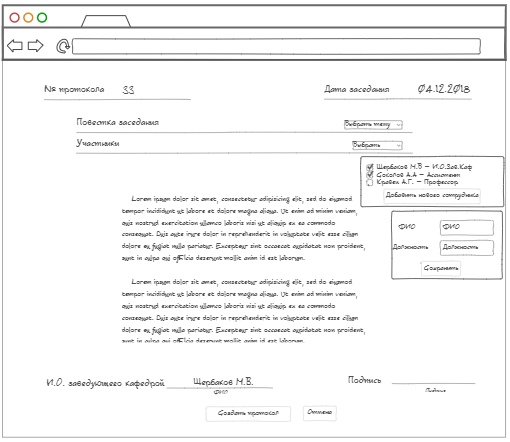 № протокола 33 Дата заседания 04.12.2018
Повестка заседания Выбрать тему
Участники Выбрать
Щербаков М.В - И.О.Зав.Каф
Соколов А.А - Ассистент
Кравец А.Г. - Профессор
Добавить нового сотрудника
ФИО ФИО
Должность Должность
Сохранить
Lorem ipsum dolor sit amet, consectetur adipisicing elit, sed do eiusmod
tempor incididunt ut labore et dolore magna aliqua. Ut enim ad minim veniam,
quis nostrud exercitation ullamco laboris nisi ut aliquip ex ea commodo
consequat. Duis aute irure dolor in reprehenderit in voluptate velit esse cillum
dolore eu fugiat nulla pariatur. Excepteur sint occaecat cupidatat non proident,
sunt in culpa qui officia deserunt mollit anim id est laborum.
Lorem ipsum dolor sit amet, consectetur adipisicing elit, sed do eiusmod
tempor incididunt ut labore et dolore magna aliqua. Ut enim ad minim veniam,
quis nostrud exercitation ullamco laboris nisi ut aliquip ex ea commodo
consequat. Duis aute irure dolor in reprehenderit in voluptate velit esse cillum
dolore eu fugiat nulla pariatur. Excepteur sint occaecat cupidatat non proident,
sunt in culpa qui officia deserunt mollit anim id est laborum.
И.О. заведующего кафедрой Щербаков М.В. Подпись
ФИО Подпись
Создать протокол Отмена